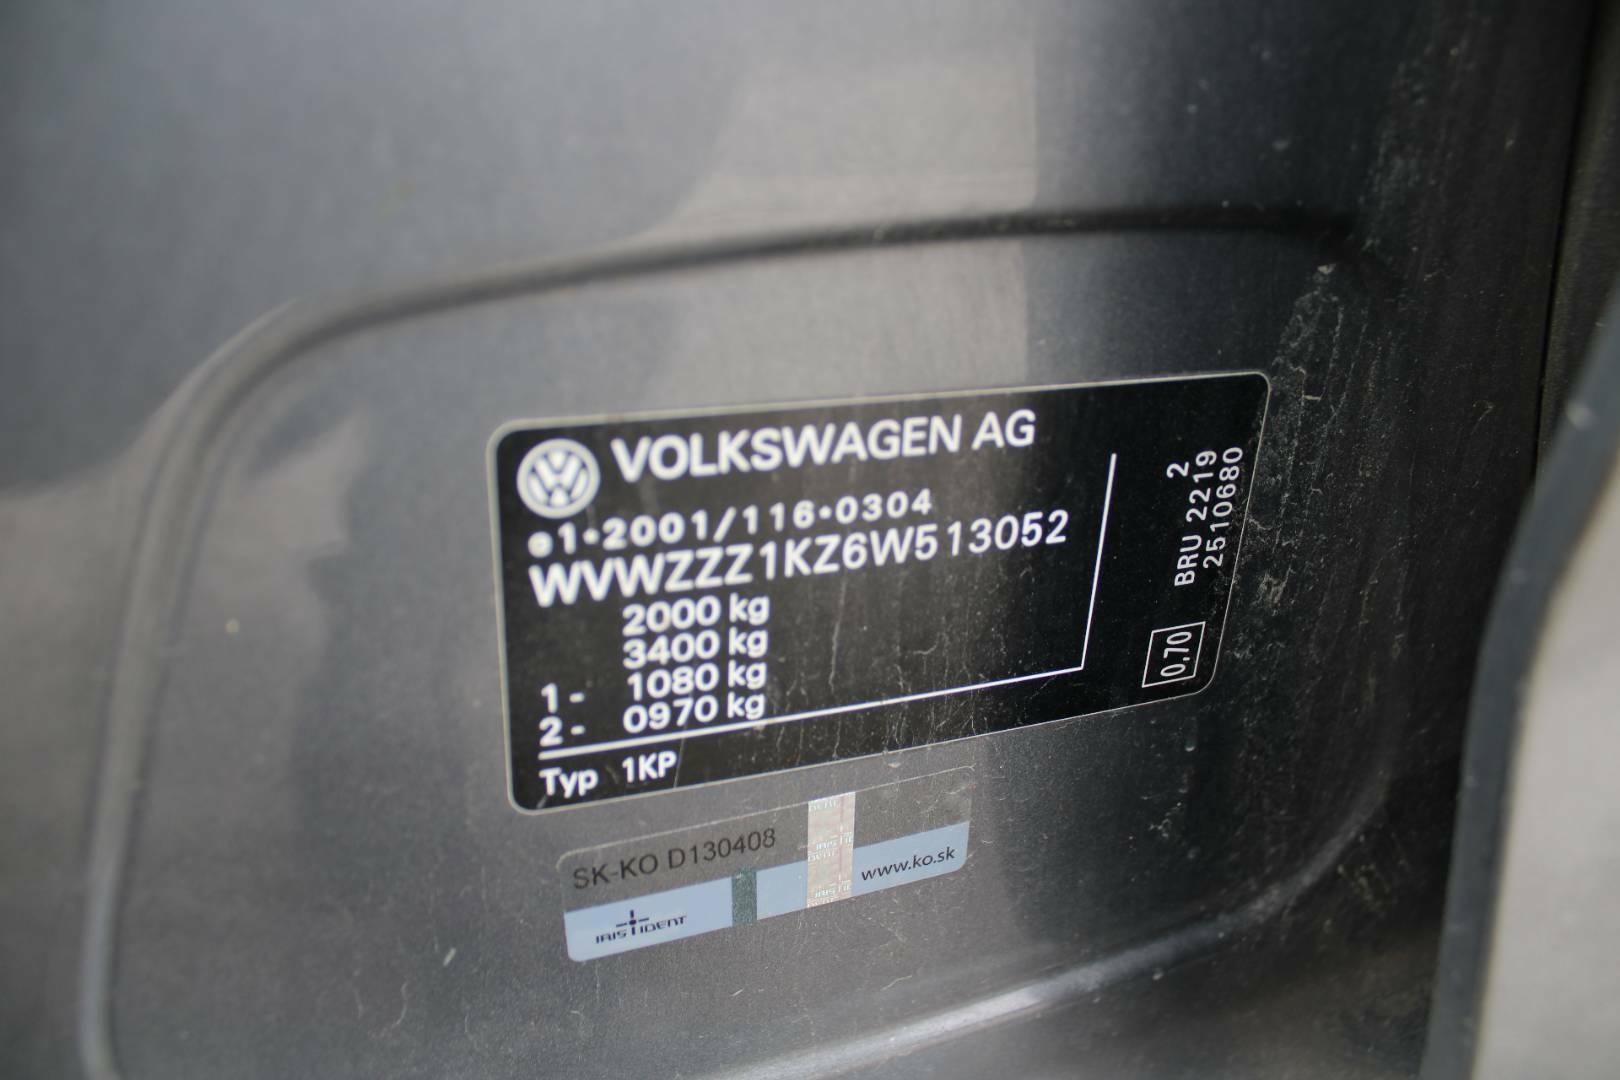 VOLKSWAGEN AG
e1*2001/116*0304
WVWZZZ1KZ6W513052
2000 kg
3400 kg
1- 1080 kg
2- 0970 kg
Typ 1KP
2
BRU 2219
2510680
0,70
SK-KO D130408
IRIS IDENT
www.ko.sk